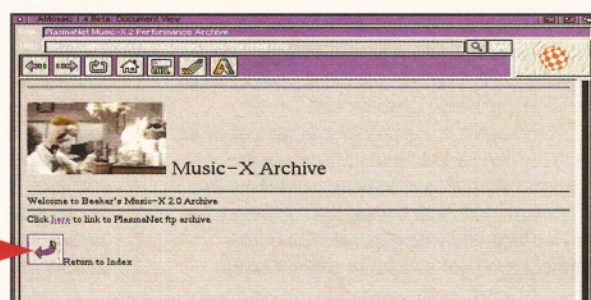 AMosaic 1.4 Beta: Document View
PlasmaNet Music-X 2 Performance Archive
Music-X Archive
Welcome to Beaker's Music-X 2.0 Archive
Click here to link to PlasmaNet ftp archive
Return to Index